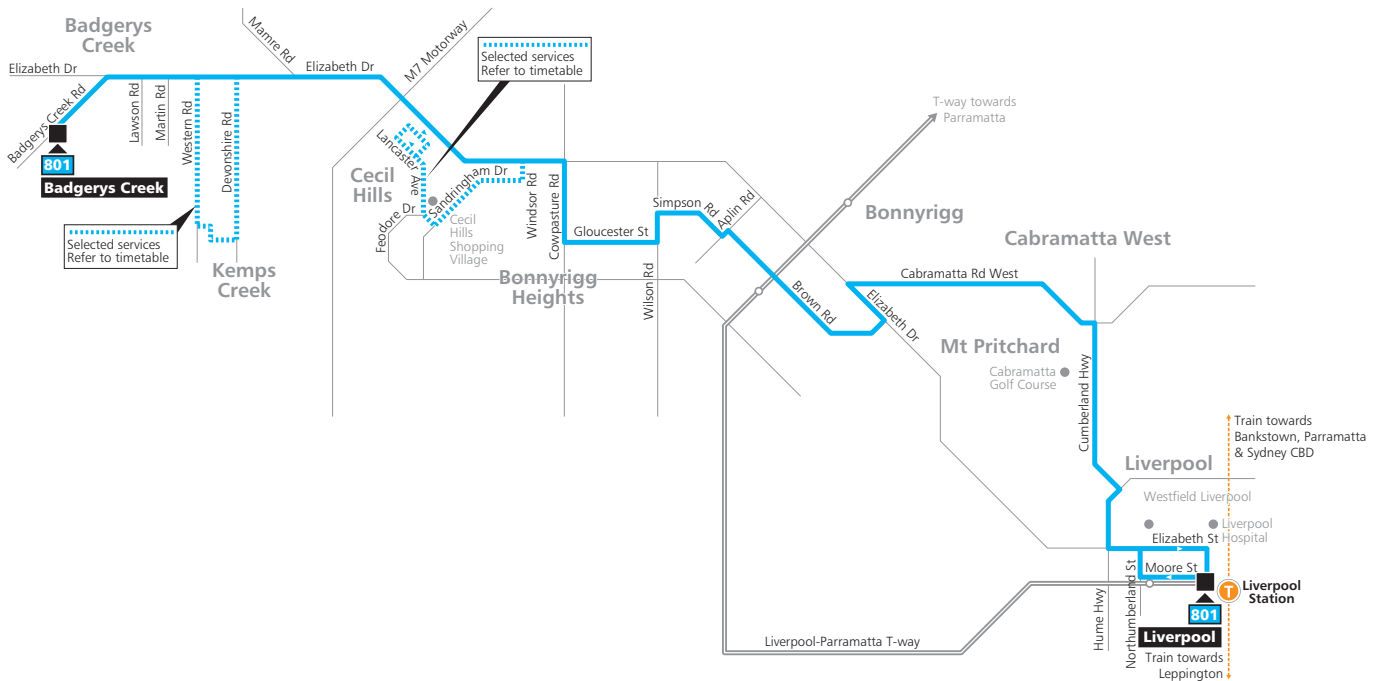 Badgerys
Creek
Elizabeth Dr
Mamre Rd
Elizabeth Dr
M7 Motorway
Selected services
Refer to timetable
T-way towards
Parramatta
Badgerys Creek Rd
Lawson Rd
Martin Rd
Western Rd
Devonshire Rd
801
Badgerys Creek
Selected services
Refer to timetable
Kemps
Creek
Lancaster Ave
Cecil
Hills
Sandringham Dr
Feodore Dr
Cecil
Hills
Shopping
Village
Windsor Rd
Cowpasture Rd
Gloucester St
Bonnyrigg
Heights
Wilson Rd
Simpson Rd
Aplin Rd
Bonnyrigg
Brown Rd
Elizabeth Dr
Cabramatta West
Cabramatta Rd West
Mt Pritchard
Cabramatta
Golf Course
Cumberland Hwy
Train towards
Bankstown, Parramatta
& Sydney CBD
Liverpool
Westfield Liverpool
Liverpool
Hospital
Elizabeth St
Moore St
Hume Hwy
Northumberland St
T
Liverpool
Station
801
Liverpool
Train towards
Leppington
Liverpool-Parramatta T-way